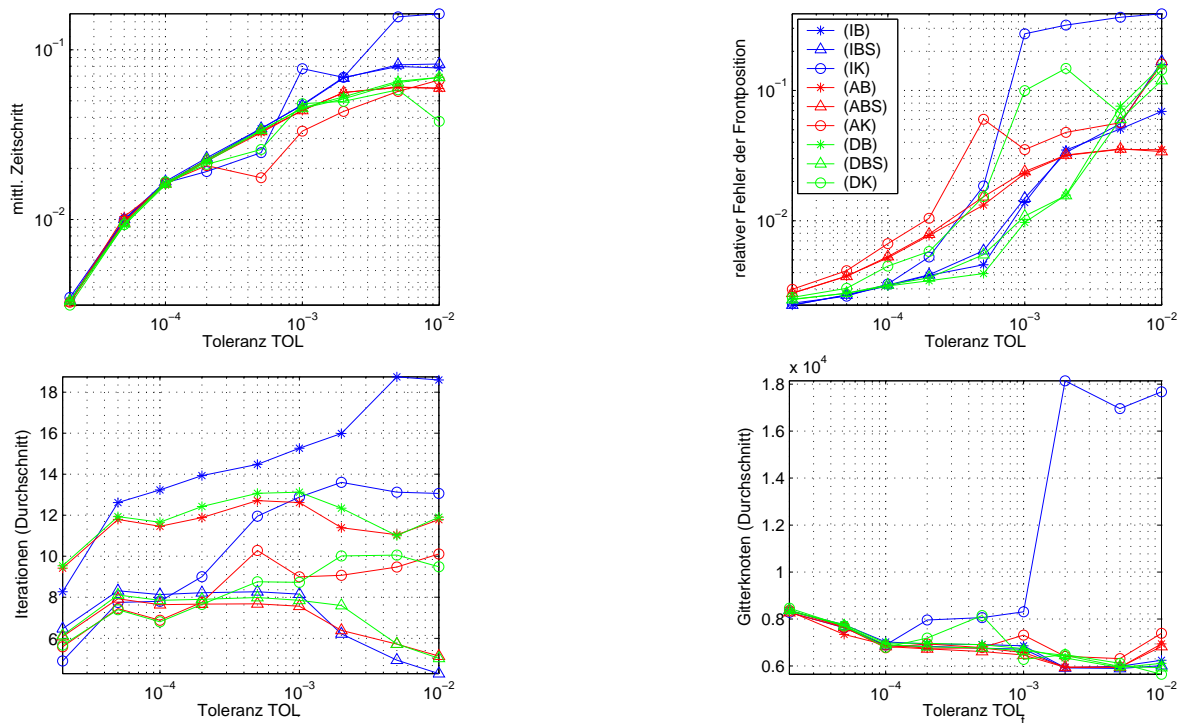 10⁻¹
10⁻²
mittl. Zeitschritt
10⁻⁴
10⁻³
10⁻²
Toleranz TOL
10⁻¹
10⁻²
relativer Fehler der Frontposition
(IB)
(IBS)
(IK)
(AB)
(ABS)
(AK)
(DB)
(DBS)
(DK)
10⁻⁴
10⁻³
10⁻²
Toleranz TOL
18
16
14
12
10
8
6
Iterationen (Durchschnitt)
10⁻⁴
10⁻³
10⁻²
Toleranz TOL
x 10⁴
1.8
1.6
1.4
1.2
1
0.8
0.6
Gitterknoten (Durchschnitt)
10⁻⁴
10⁻³
10⁻²
Toleranz TOL
f